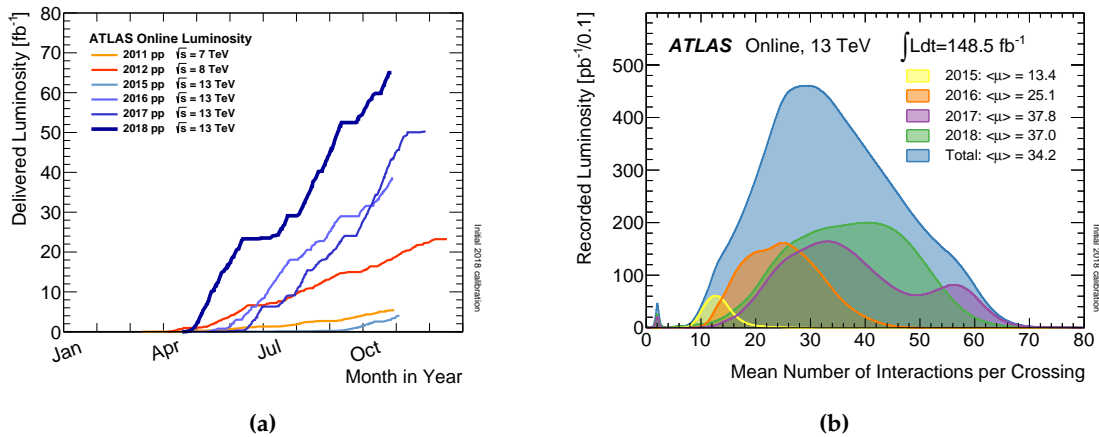 Delivered Luminosity [fb⁻¹]
80
70
60
50
40
30
20
10
0
ATLAS Online Luminosity
2011 pp √s = 7 TeV
2012 pp √s = 8 TeV
2015 pp √s = 13 TeV
2016 pp √s = 13 TeV
2017 pp √s = 13 TeV
2018 pp √s = 13 TeV
Initial 2018 calibration
Jan Apr Jul Oct
Month in Year
(a)
Recorded Luminosity [pb⁻¹/0.1]
500
400
300
200
100
0
ATLAS Online, 13 TeV ∫Ldt=148.5 fb⁻¹
2015: <μ> = 13.4
2016: <μ> = 25.1
2017: <μ> = 37.8
2018: <μ> = 37.0
Total: <μ> = 34.2
Initial 2018 calibration
0 10 20 30 40 50 60 70 80
Mean Number of Interactions per Crossing
(b)